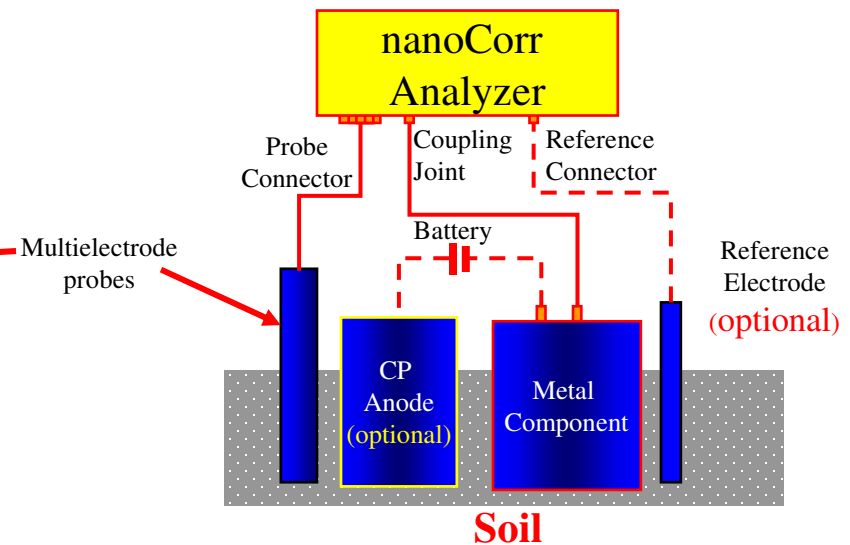 nanoCorr
Analyzer
Probe
Connector
Coupling
Joint
Reference
Connector
Multielectrode
probes
Battery
Reference
Electrode
(optional)
CP
Anode
(optional)
Metal
Component
Soil